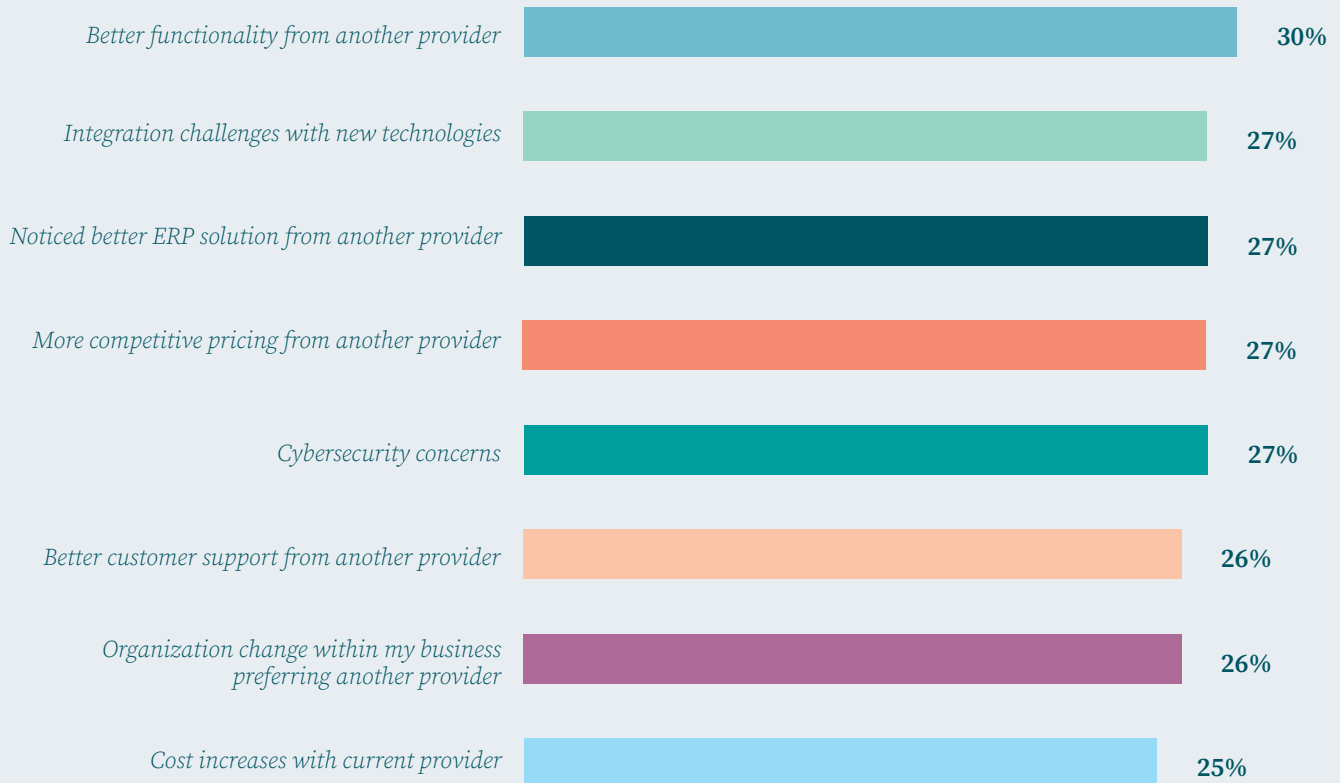 Better functionality from another provider 30%
Integration challenges with new technologies 27%
Noticed better ERP solution from another provider 27%
More competitive pricing from another provider 27%
Cybersecurity concerns 27%
Better customer support from another provider 26%
Organization change within my business
preferring another provider 26%
Cost increases with current provider 25%